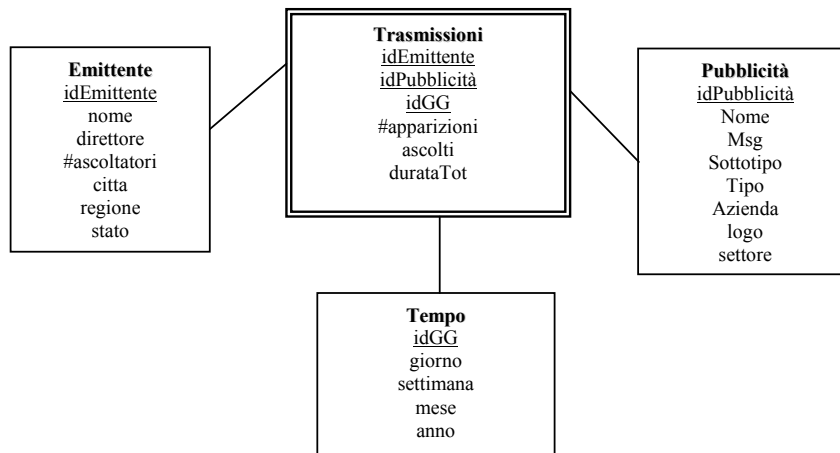 Trasmissioni
idEmittente
idPubblicità
idGG
#apparizioni
ascolti
durataTot
Emittente
idEmittente
nome
direttore
#ascoltatori
citta
regione
stato
Pubblicità
idPubblicità
Nome
Msg
Sottotipo
Tipo
Azienda
logo
settore
Tempo
idGG
giorno
settimana
mese
anno